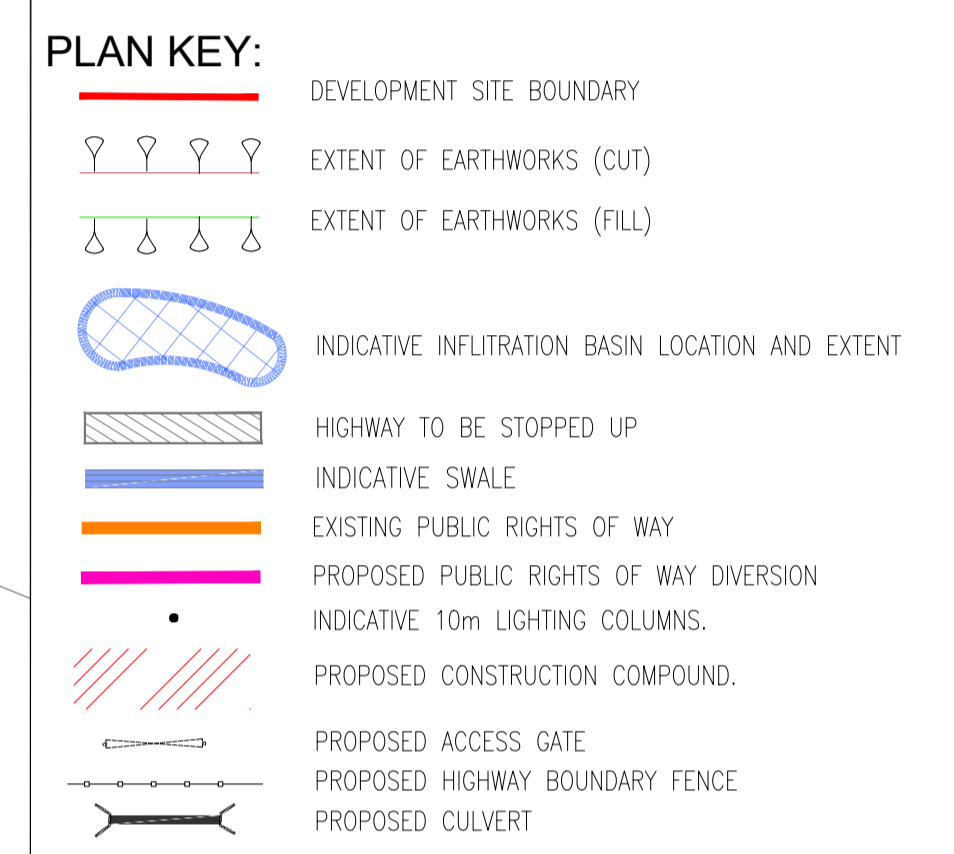 PLAN KEY:
DEVELOPMENT SITE BOUNDARY
EXTENT OF EARTHWORKS (CUT)
EXTENT OF EARTHWORKS (FILL)
INDICATIVE INFLITRATION BASIN LOCATION AND EXTENT
HIGHWAY TO BE STOPPED UP
INDICATIVE SWALE
EXISTING PUBLIC RIGHTS OF WAY
PROPOSED PUBLIC RIGHTS OF WAY DIVERSION
INDICATIVE 10m LIGHTING COLUMNS.
PROPOSED CONSTRUCTION COMPOUND.
PROPOSED ACCESS GATE
PROPOSED HIGHWAY BOUNDARY FENCE
PROPOSED CULVERT